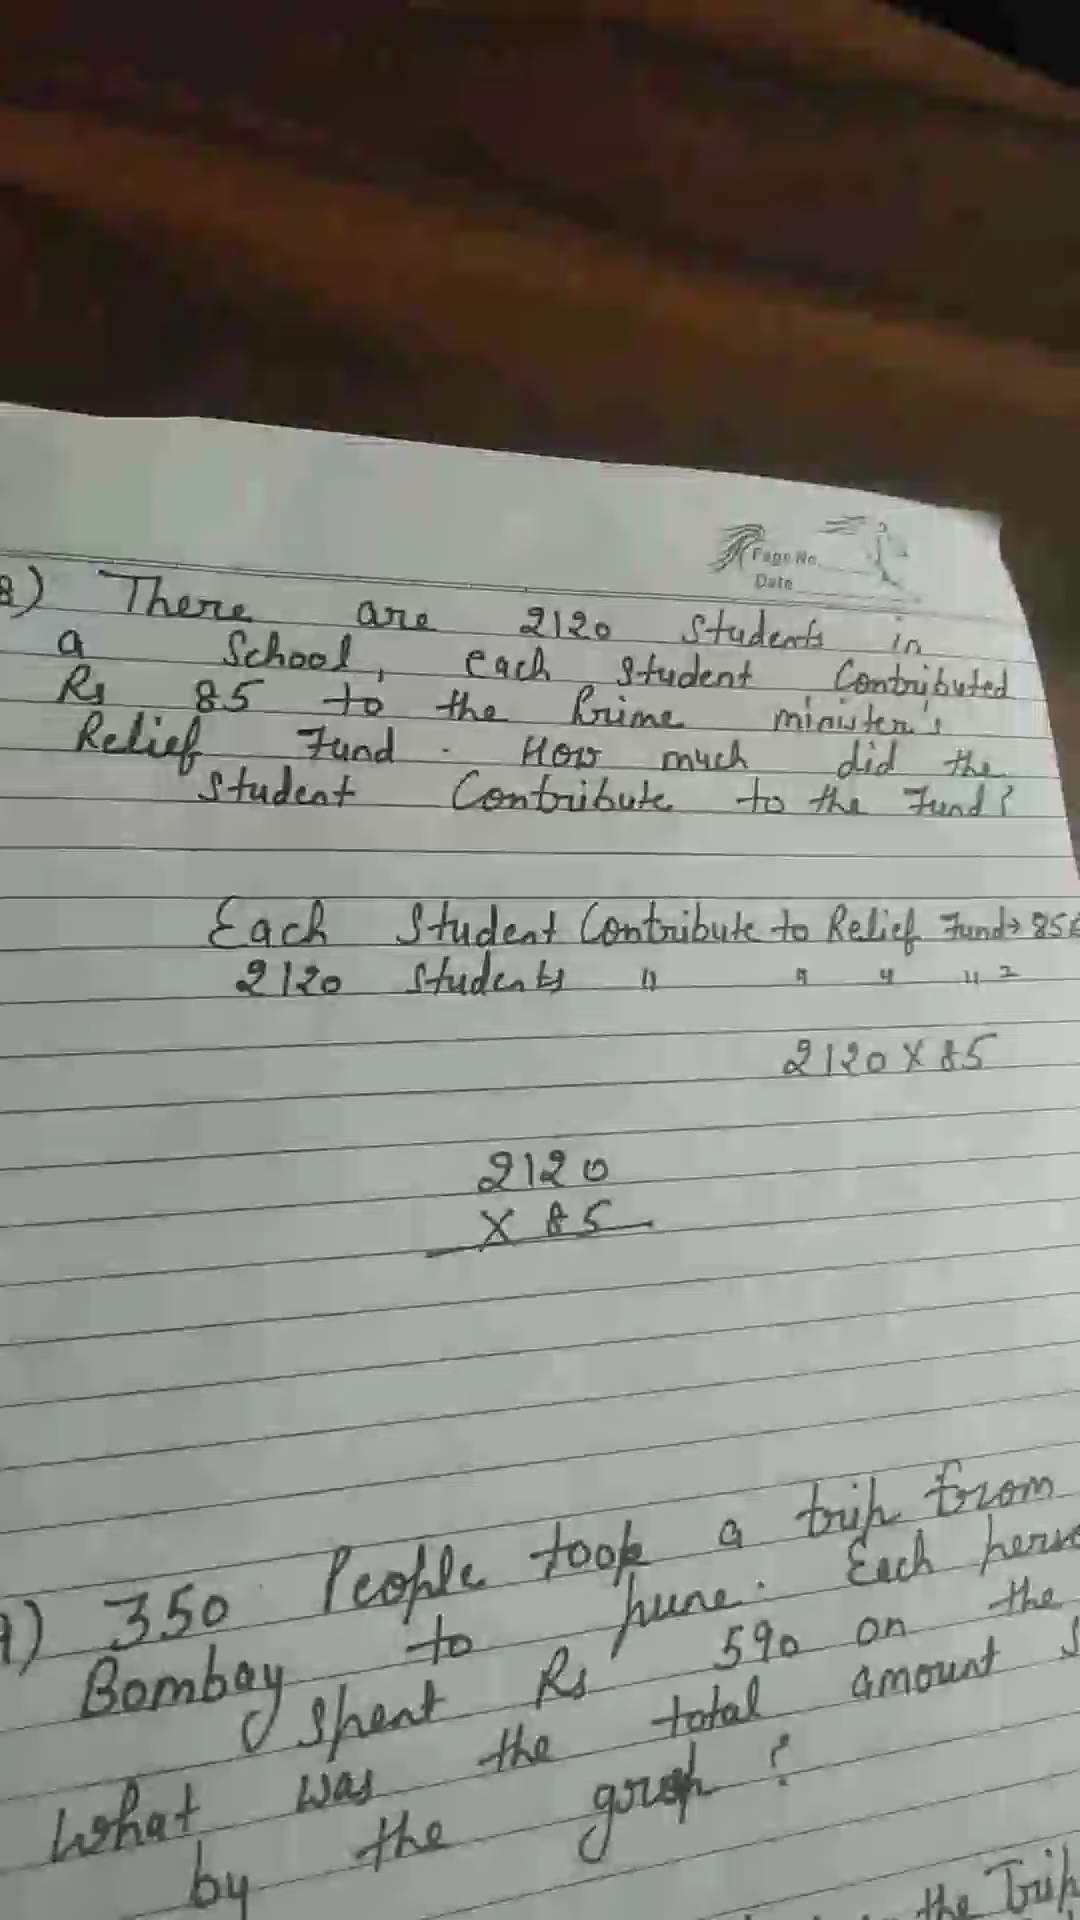 Page No.
Date
8) There are 2120 students in
a School, each student Contributed
Rs 85 to the Prime minister's
Relief Fund. How much did the
student Contribute to the Fund?
Each Student Contribute to Relief Fund→ 85
2120 Students " " " " =
2120 X 85
2120
X 85
9) 350 People took a trip from
Bombay to pune. Each
spent Rs 590 on the
what was the total amount
by the group?
the Trip